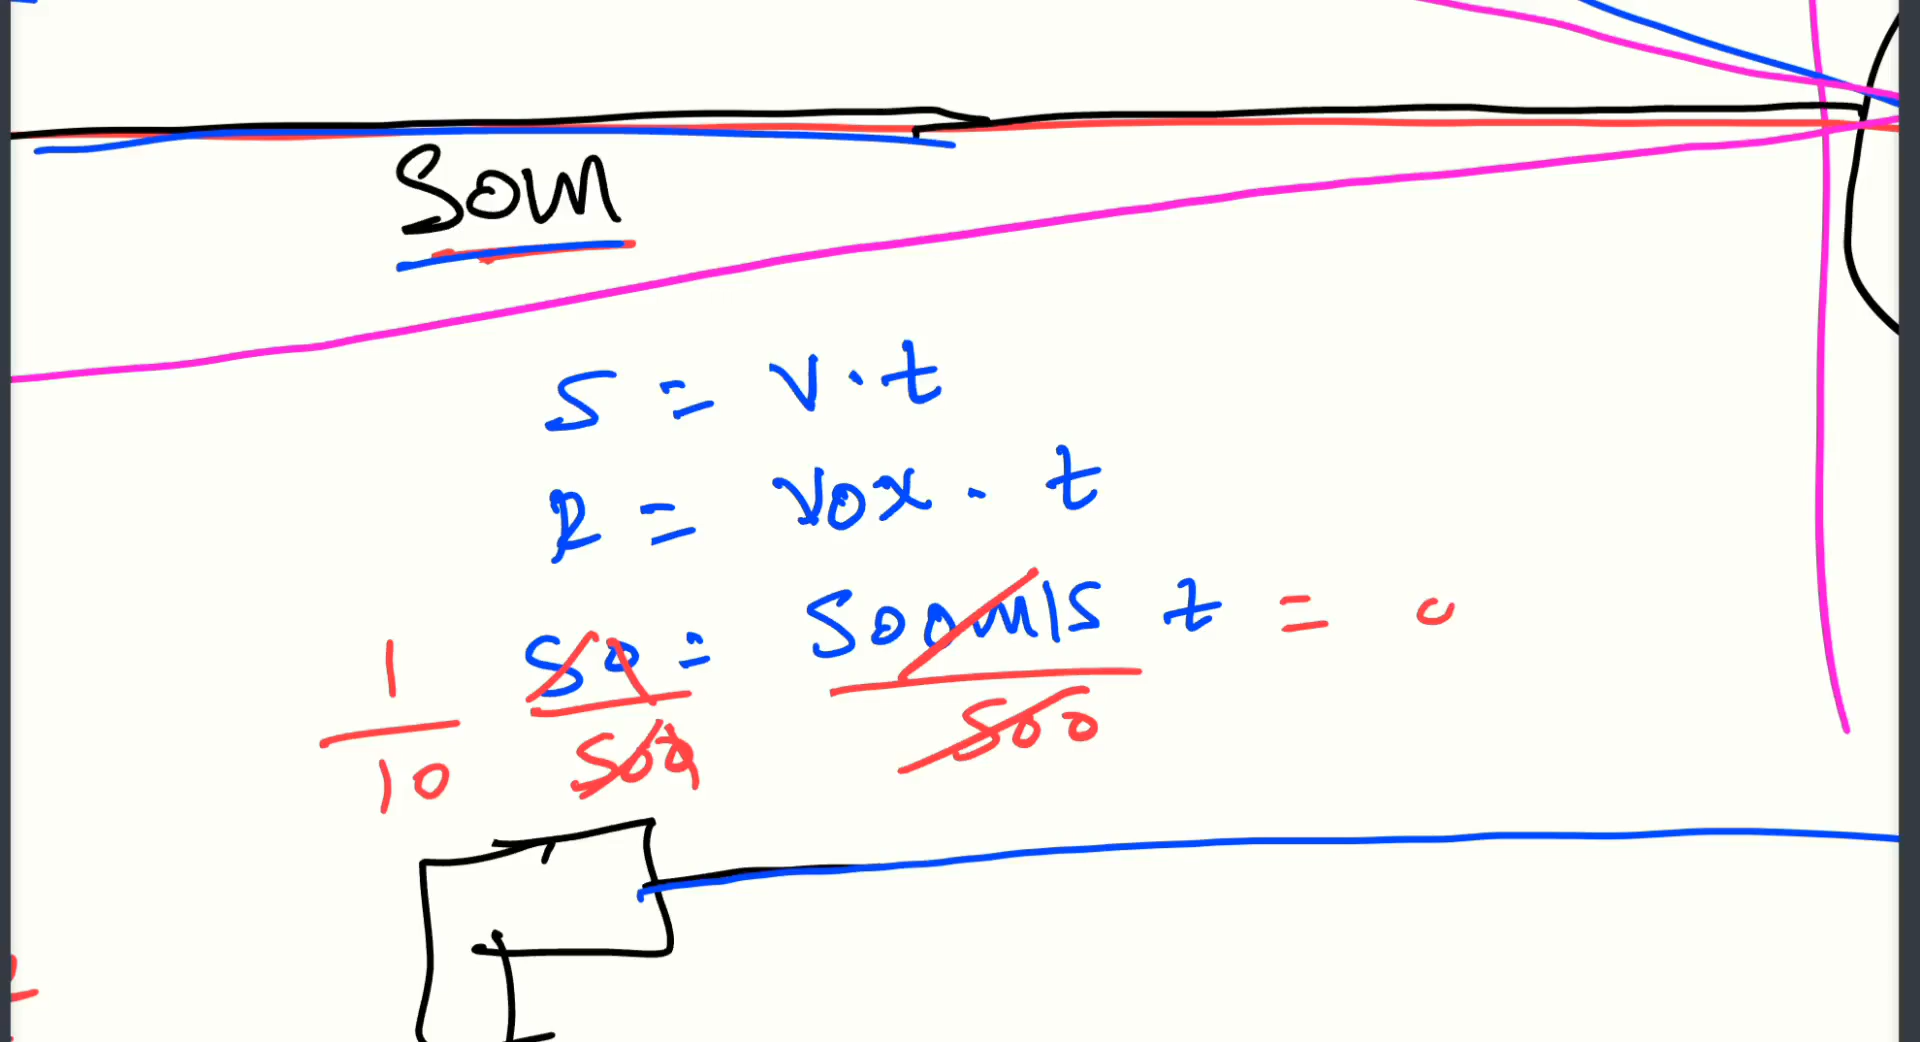 50m
S = V · t
R = Vox · t
1/10 50/500 = 500m/s t/500 = 0